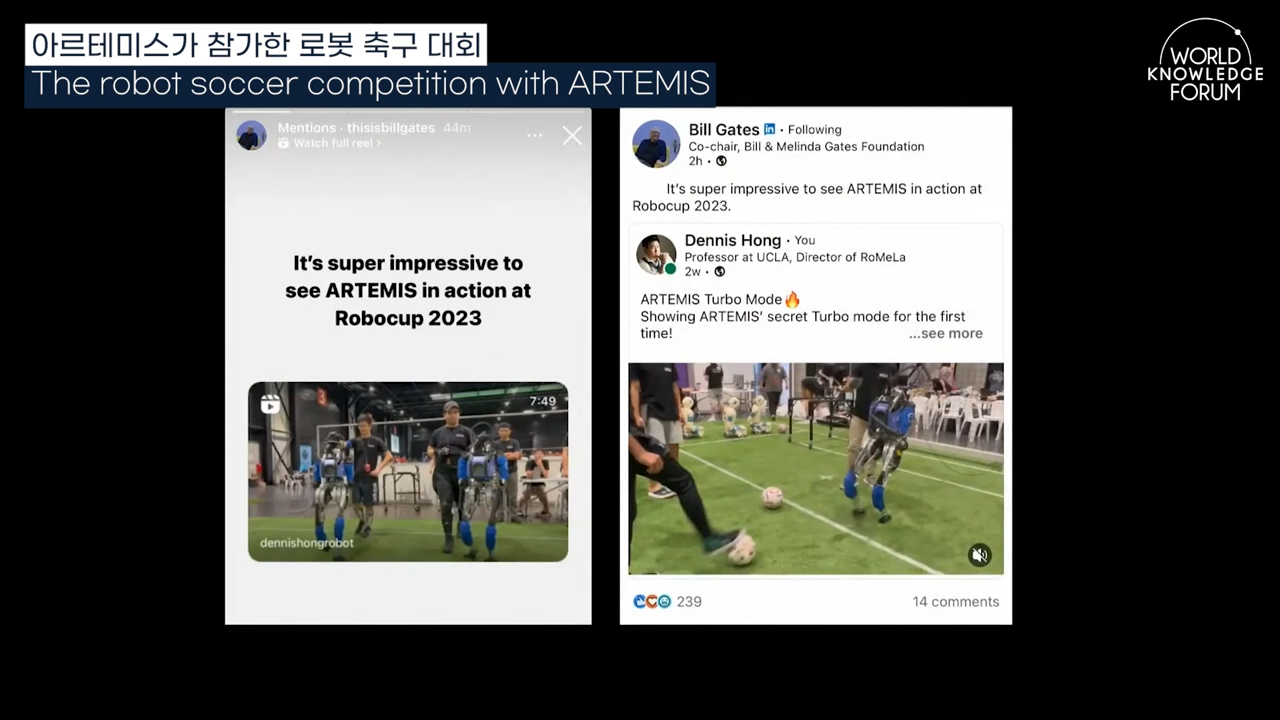 아르테미스가 참가한 로봇 축구 대회
The robot soccer competition with ARTEMIS
WORLD
KNOWLEDGE
FORUM
Mentions · thisisbillgates 44m
Watch full reel >
It's super impressive to
see ARTEMIS in action at
Robocup 2023
7:49
dennishongrobot
Bill Gates in · Following
Co-chair, Bill & Melinda Gates Foundation
2h ·
It's super impressive to see ARTEMIS in action at
Robocup 2023.
Dennis Hong · You
Professor at UCLA, Director of RoMeLa
2w ·
ARTEMIS Turbo Mode🔥
Showing ARTEMIS' secret Turbo mode for the first
time!
...see more
239
14 comments